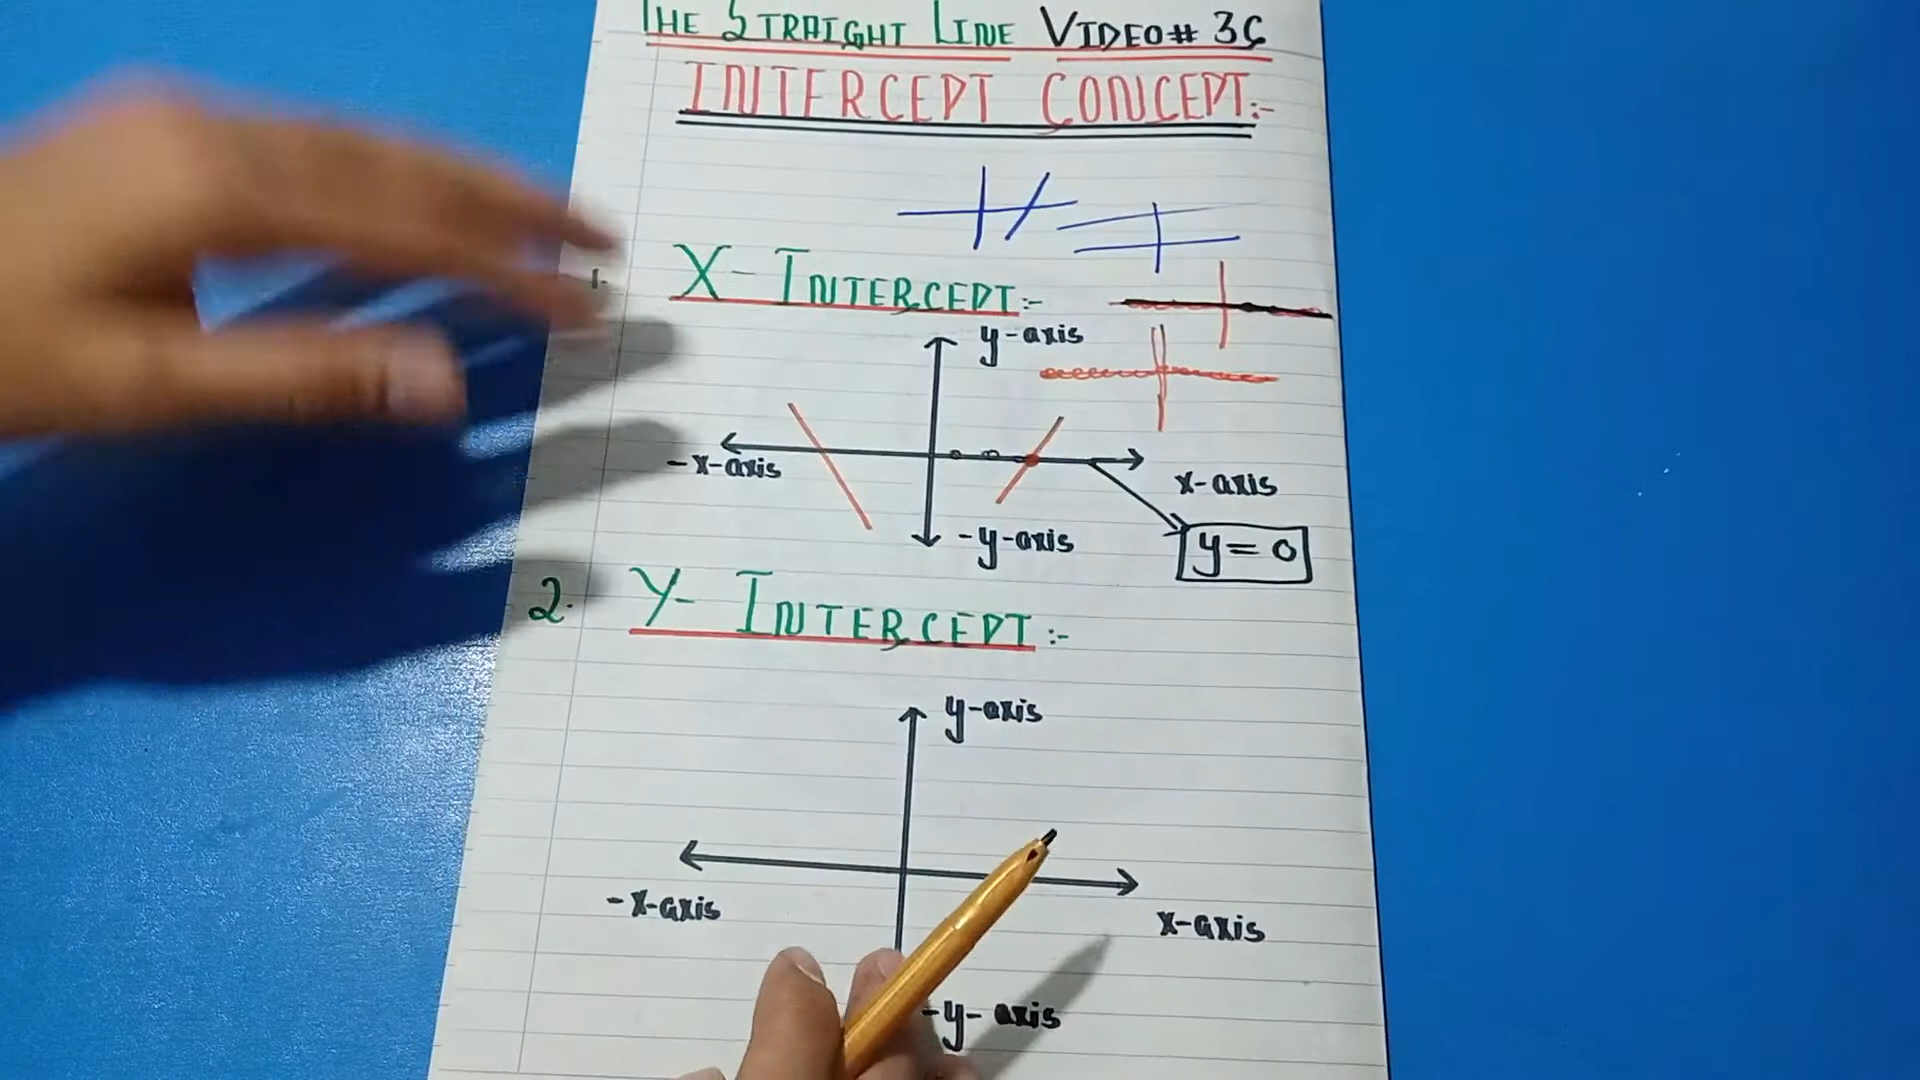 THE STRAIGHT LINE VIDEO# 3C
INTERCEPT CONCEPT:-
1. X-INTERCEPT:-
y-axis
-x-axis
x-axis
-y-axis
y=0
2. Y-INTERCEPT:-
y-axis
-x-axis
x-axis
-y-axis